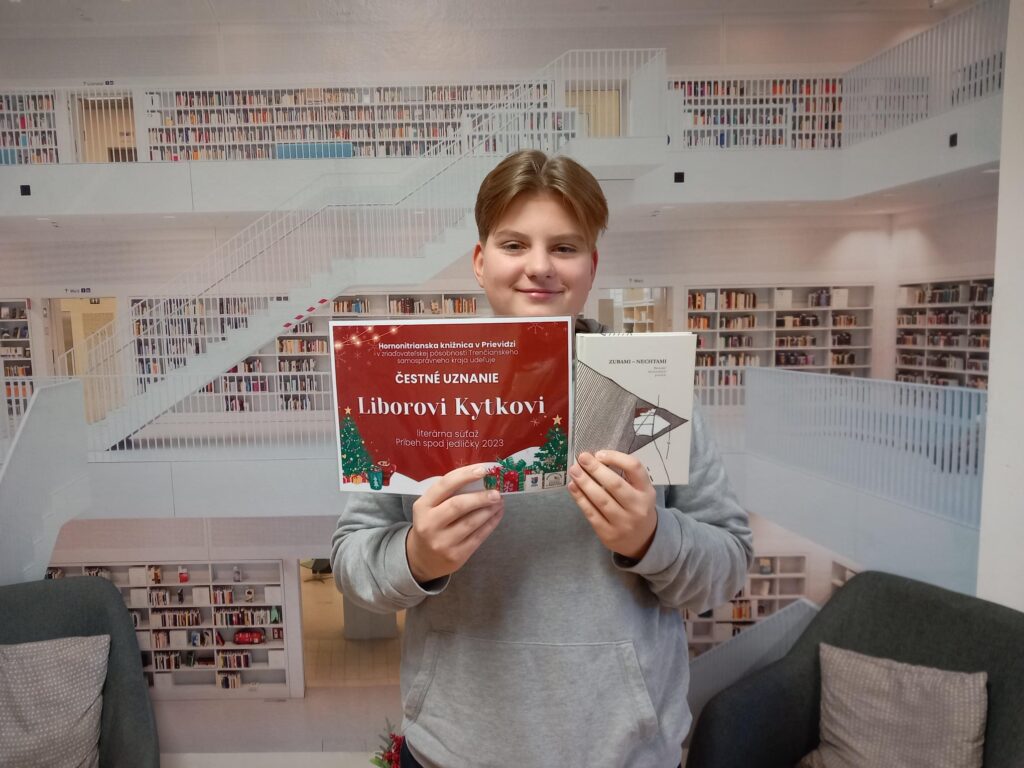 Hornonitrianska knižnica v Prievidzi
v zriaďovateľskej pôsobnosti Trenčianskeho
samosprávneho kraja udeľuje
ČESTNÉ UZNANIE
Liborovi Kytkovi
literárna súťaž
Príbeh spod jedličky 2023
ZUBAMI – NECHTAMI